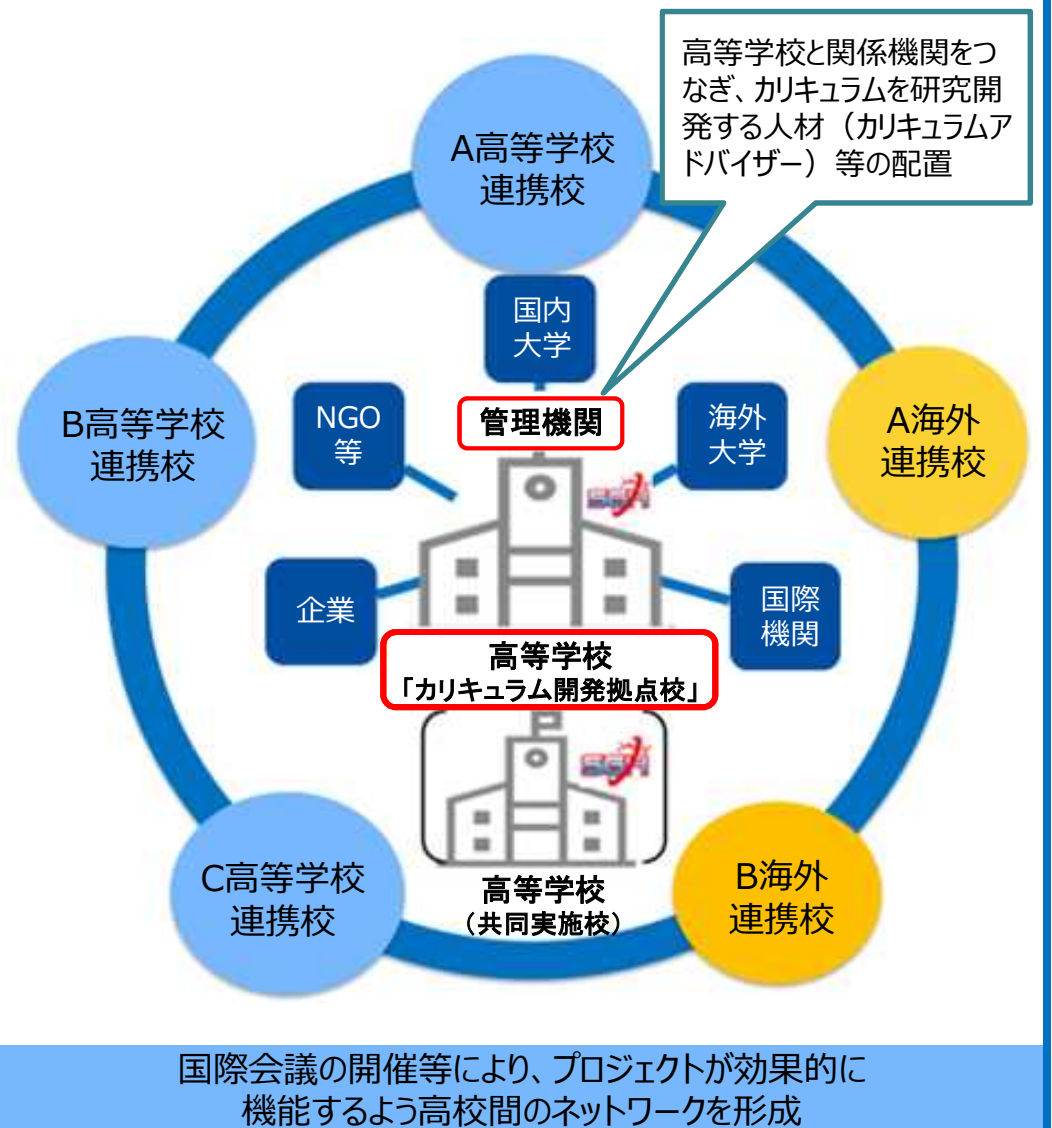 高等学校と関係機関をつ
なぎ、カリキュラムを研究開
発する人材（カリキュラムア
ドバイザー）等の配置
A高等学校
連携校
国内
大学
管理機関
NGO
等
海外
大学
B高等学校
連携校
A海外
連携校
SGH
企業
国際
機関
高等学校
「カリキュラム開発拠点校」
SGH
高等学校
（共同実施校）
C高等学校
連携校
B海外
連携校
国際会議の開催等により、プロジェクトが効果的に
機能するよう高校間のネットワークを形成